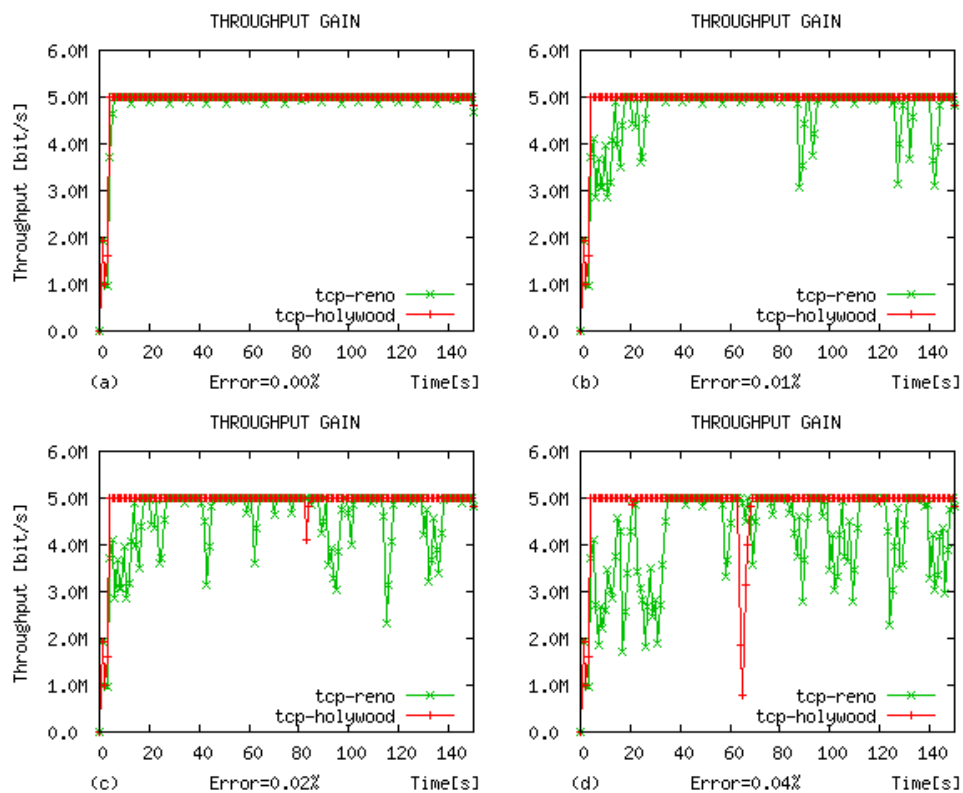 THROUGHPUT GAIN
Throughput [bit/s]
6.0M
5.0M
4.0M
3.0M
2.0M
1.0M
0.0
tcp-reno
tcp-holywood
0 20 40 60 80 100 120 140
(a) Error=0.00% Time[s]
THROUGHPUT GAIN
6.0M
5.0M
4.0M
3.0M
2.0M
1.0M
0.0
tcp-reno
tcp-holywood
0 20 40 60 80 100 120 140
(b) Error=0.01% Time[s]
THROUGHPUT GAIN
Throughput [bit/s]
6.0M
5.0M
4.0M
3.0M
2.0M
1.0M
0.0
tcp-reno
tcp-holywood
0 20 40 60 80 100 120 140
(c) Error=0.02% Time[s]
THROUGHPUT GAIN
6.0M
5.0M
4.0M
3.0M
2.0M
1.0M
0.0
tcp-reno
tcp-holywood
0 20 40 60 80 100 120 140
(d) Error=0.04% Time[s]